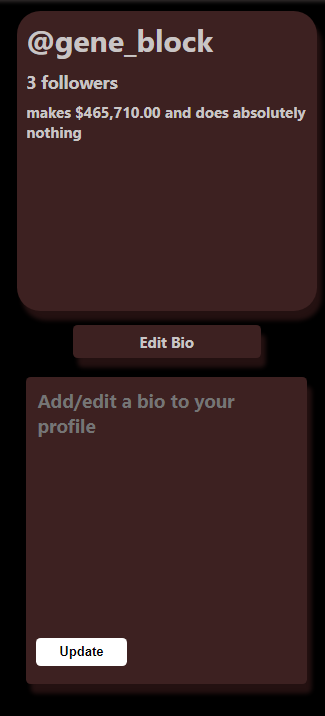 @gene_block
3 followers
makes $465,710.00 and does absolutely
nothing
Edit Bio
Add/edit a bio to your
profile
Update